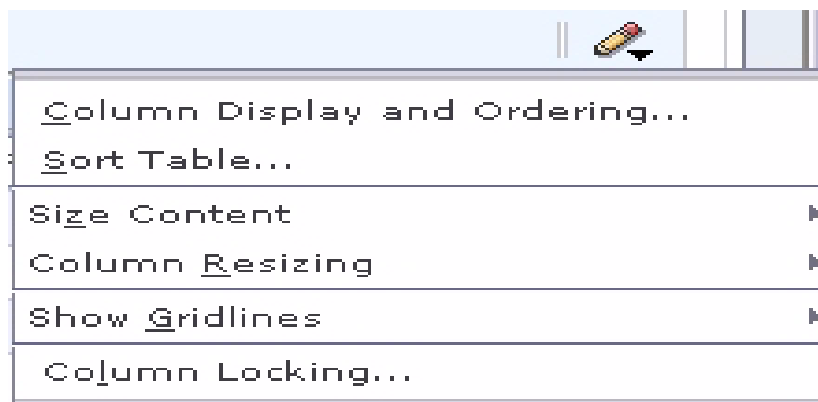 Column Display and Ordering...
Sort Table...
Size Content
Column Resizing
Show Gridlines
Column Locking...